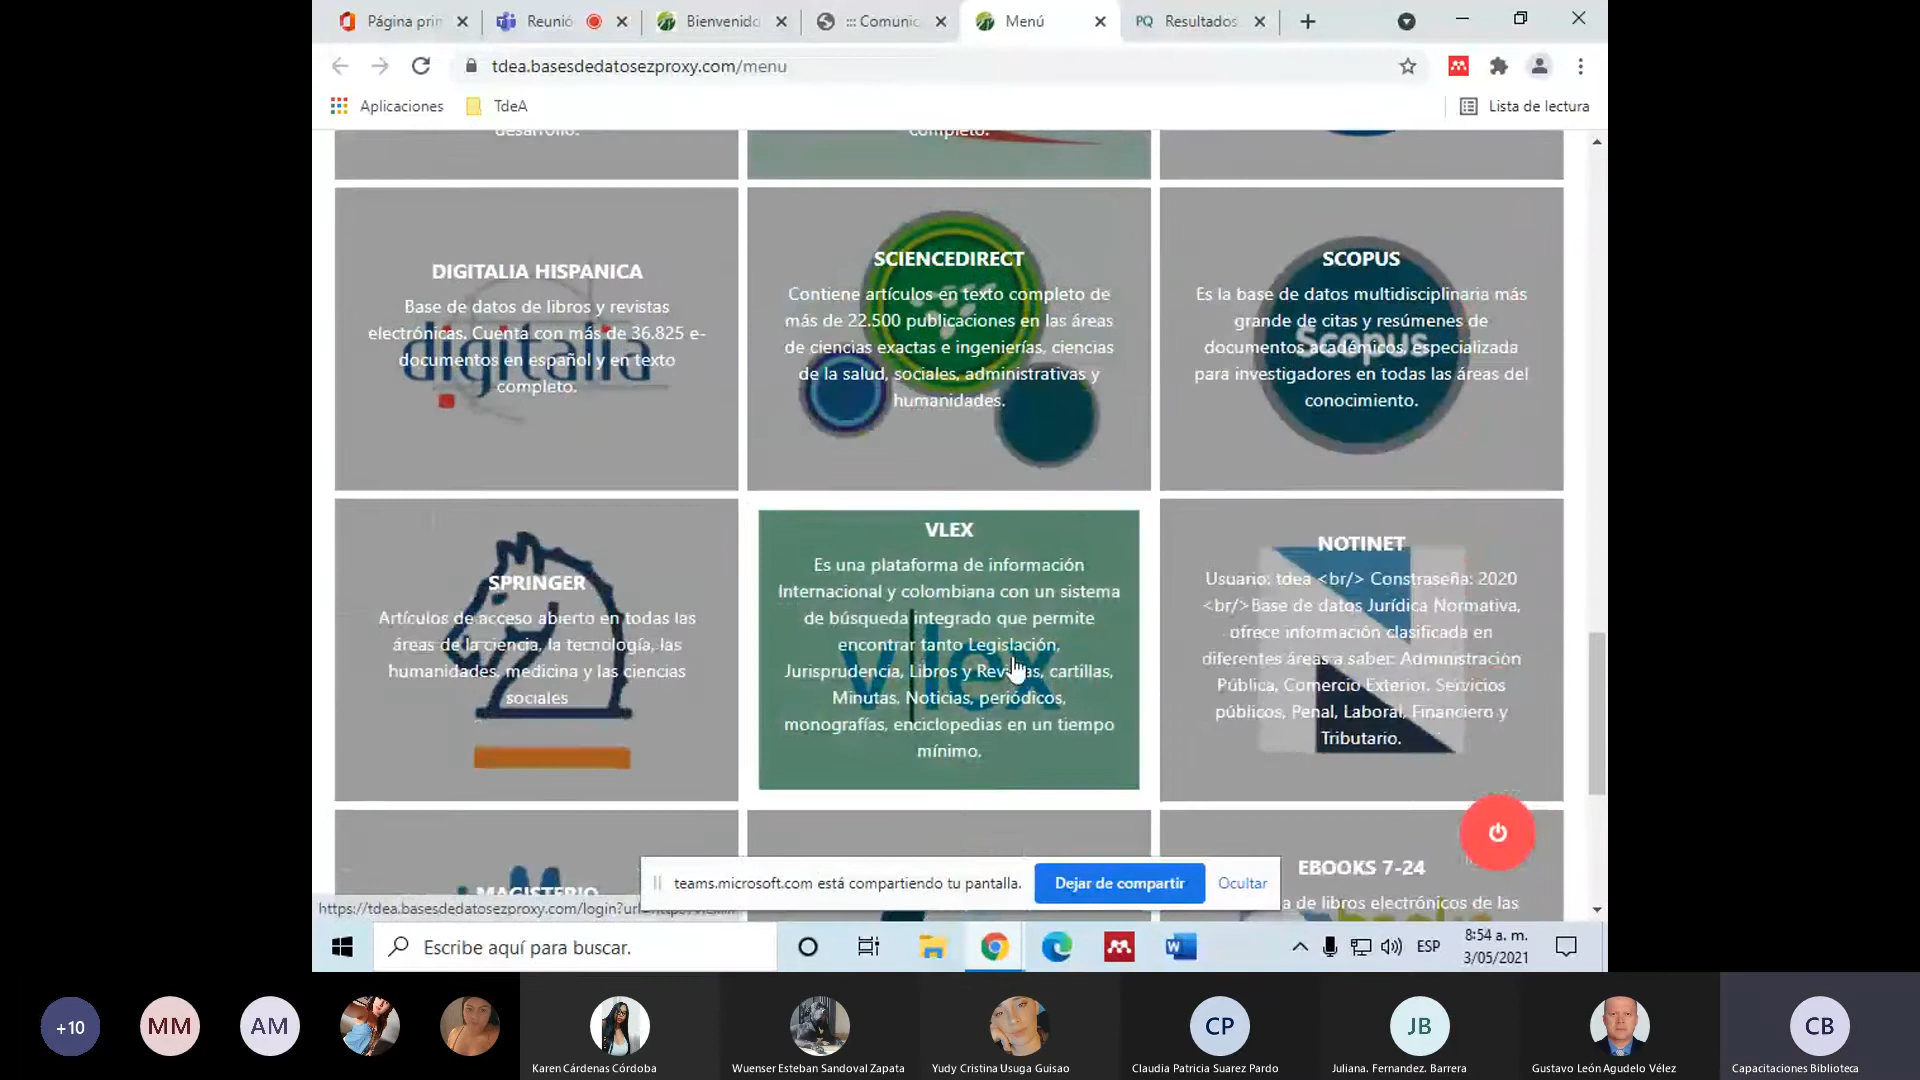 Página prin
Reunió
Bienvenido
::: Comunic
Menú
PQ Resultados
tdea.basesdedatosezproxy.com/menu
Aplicaciones
TdeA
Lista de lectura
desarrollo.
completo.
DIGITALIA HISPANICA
Base de datos de libros y revistas
electrónicas. Cuenta con más de 36.825 e-
documentos en español y en texto
completo.
digitalia
SCIENCEDIRECT
Contiene artículos en texto completo de
más de 22.500 publicaciones en las áreas
de ciencias exactas e ingenierías, ciencias
de la salud, sociales, administrativas y
humanidades.
SCOPUS
Es la base de datos multidisciplinaria más
grande de citas y resúmenes de
documentos académicos, especializada
para investigadores en todas las áreas del
conocimiento.
Scopus
SPRINGER
Artículos de acceso abierto en todas las
áreas de la ciencia, la tecnología, las
humanidades, medicina y las ciencias
sociales
VLEX
Es una plataforma de información
Internacional y colombiana con un sistema
de búsqueda integrado que permite
encontrar tanto Legislación,
Jurisprudencia, Libros y Revistas, cartillas,
Minutas, Noticias, periódicos,
monografías, enciclopedias en un tiempo
mínimo.
vlex
NOTINET
Usuario: tdea <br/> Constraseña: 2020
<br/>Base de datos Jurídica Normativa,
ofrece información clasificada en
diferentes áreas a saber: Administración
Pública, Comercio Exterior, Servicios
públicos, Penal, Laboral, Financiero y
Tributario.
MAGISTERIO
EBOOKS 7-24
a de libros electrónicos de las
teams.microsoft.com está compartiendo tu pantalla.
Dejar de compartir
Ocultar
https://tdea.basesdedatosezproxy.com/login?url=
Escribe aquí para buscar.
ESP
8:54 a. m.
3/05/2021
+10
MM
AM
Karen Cárdenas Córdoba
Wuenser Esteban Sandoval Zapata
Yudy Cristina Usuga Guisao
CP
Claudia Patricia Suarez Pardo
JB
Juliana. Fernandez. Barrera
Gustavo León Agudelo Vélez
CB
Capacitaciones Biblioteca